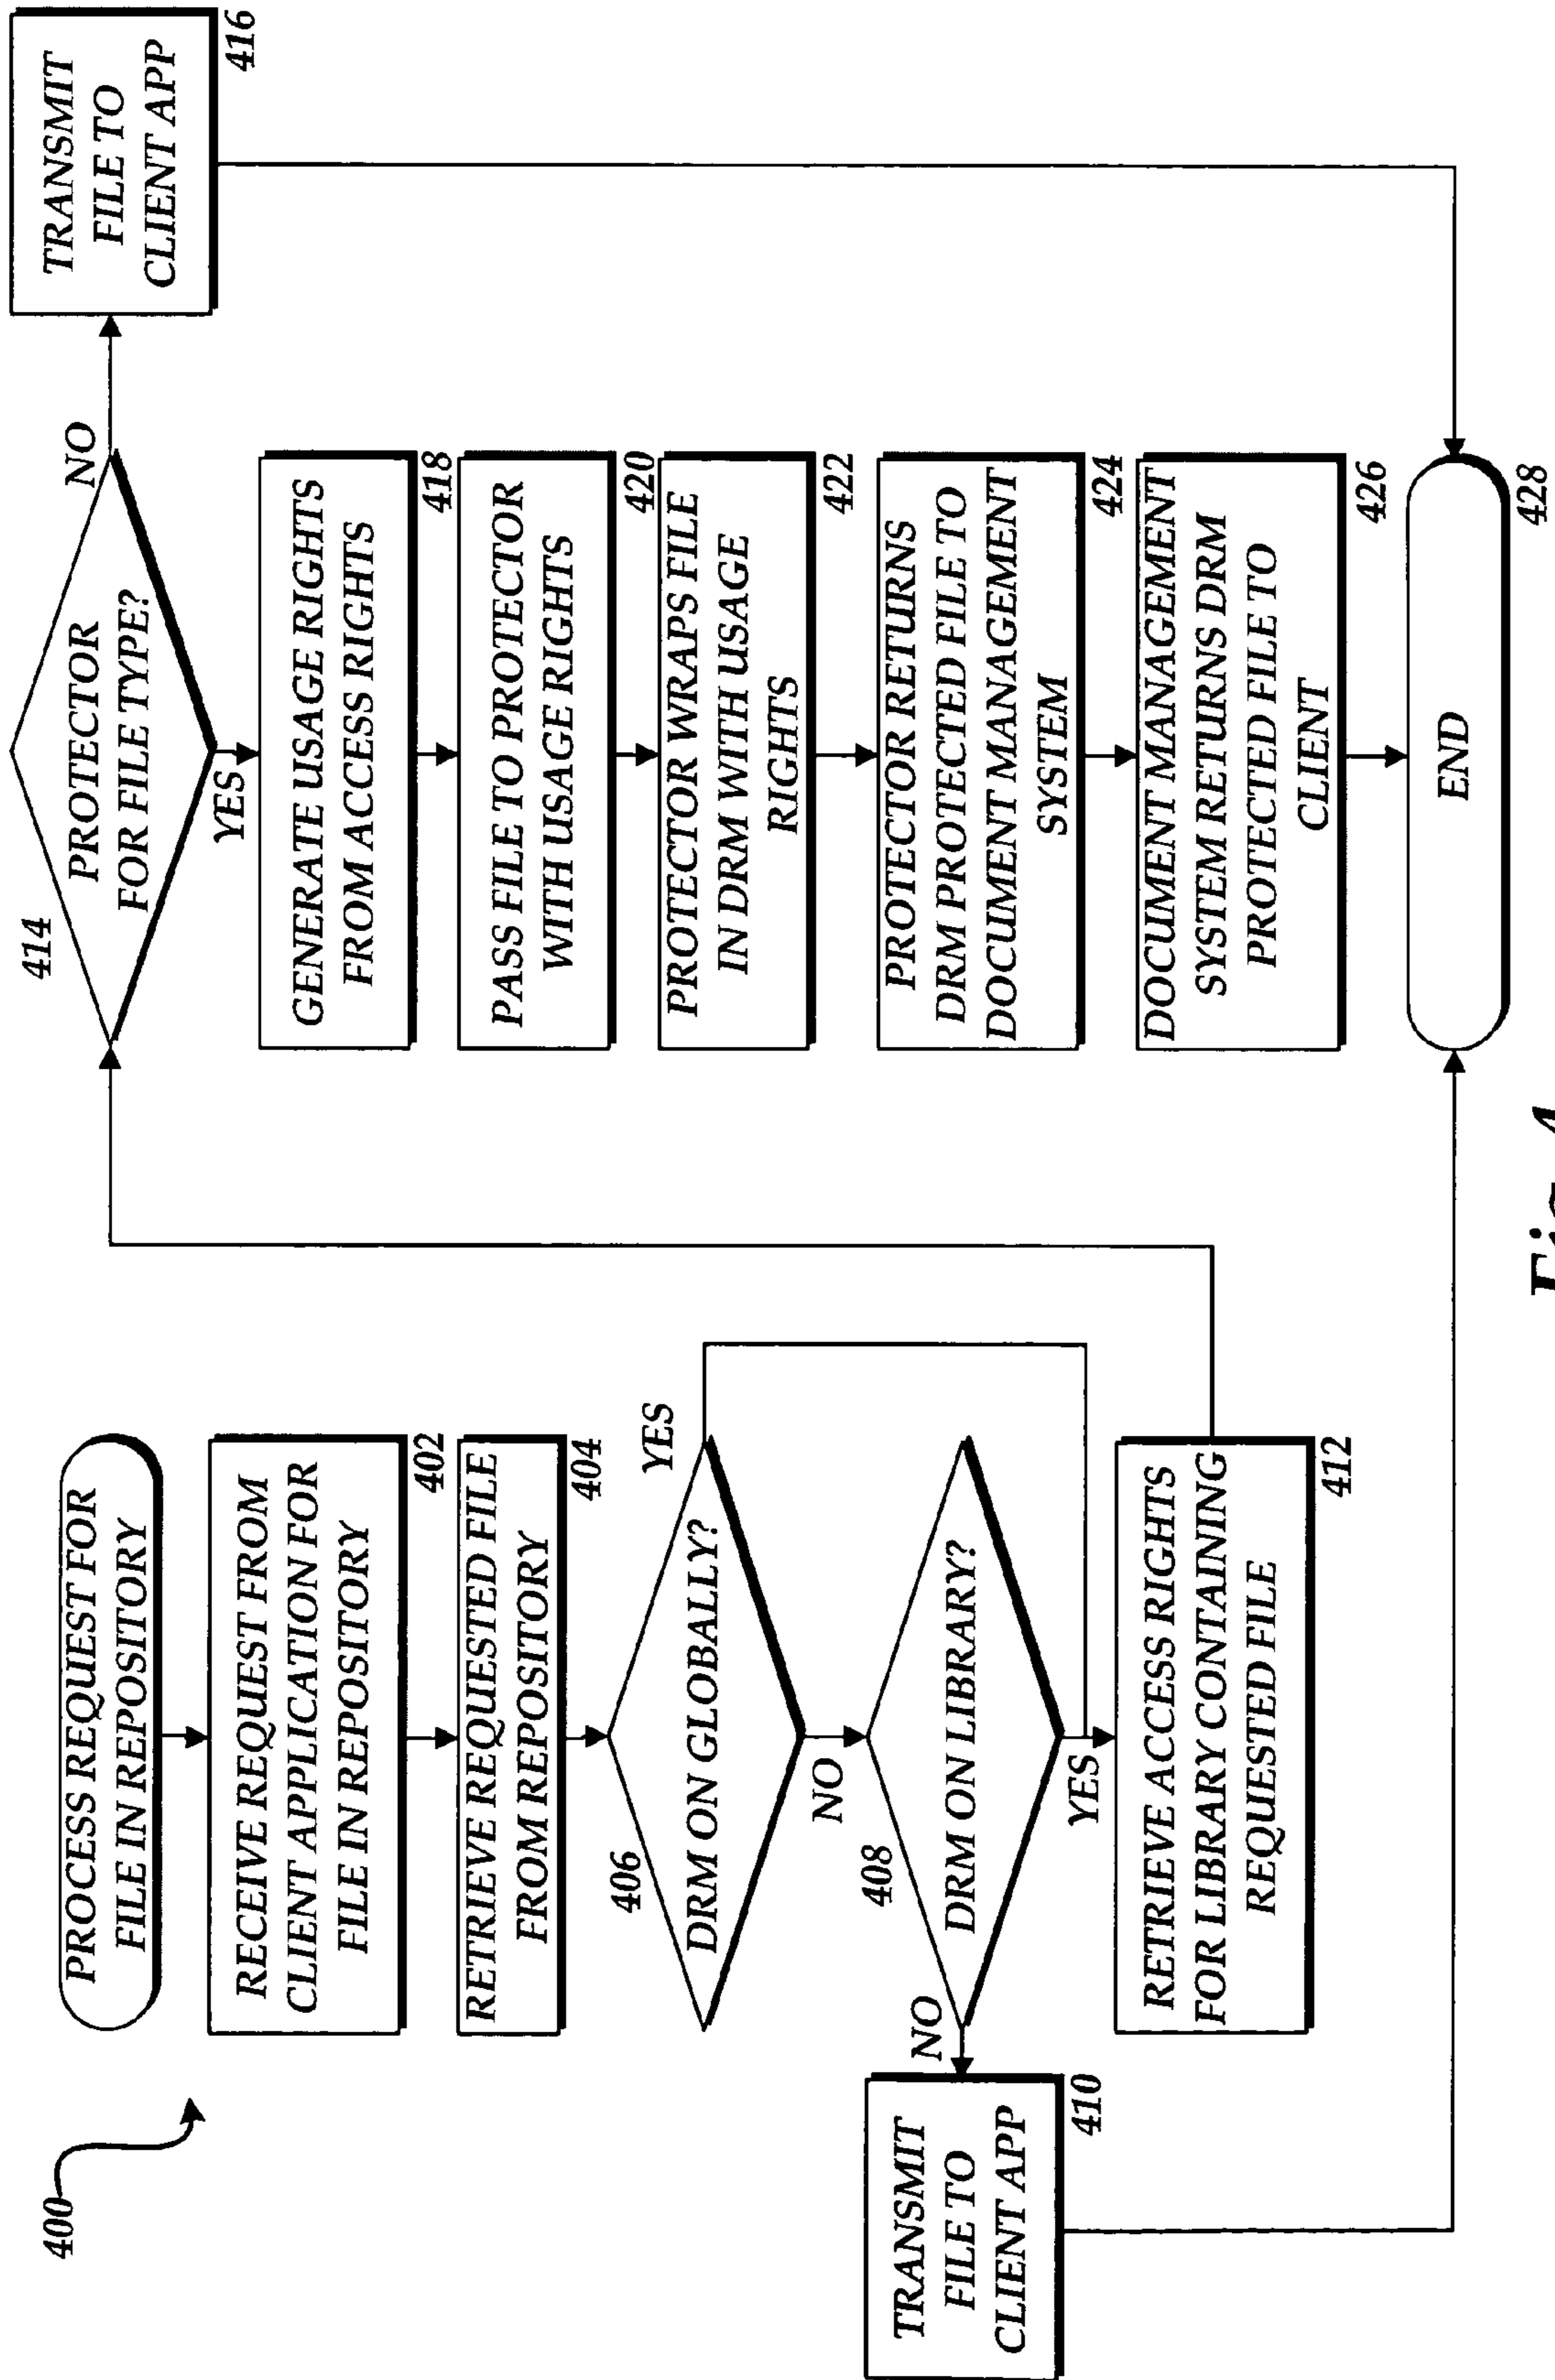 400
PROCESS REQUEST FOR
FILE IN REPOSITORY
RECEIVE REQUEST FROM
CLIENT APPLICATION FOR
FILE IN REPOSITORY
402
RETRIEVE REQUESTED FILE
FROM REPOSITORY
404
406
DRM ON GLOBALLY?
YES
NO
408
DRM ON LIBRARY?
NO
YES
TRANSMIT
FILE TO
CLIENT APP
410
RETRIEVE ACCESS RIGHTS
FOR LIBRARY CONTAINING
REQUESTED FILE
412
414
PROTECTOR
FOR FILE TYPE?
NO
YES
TRANSMIT
FILE TO
CLIENT APP
416
GENERATE USAGE RIGHTS
FROM ACCESS RIGHTS
418
PASS FILE TO PROTECTOR
WITH USAGE RIGHTS
420
PROTECTOR WRAPS FILE
IN DRM WITH USAGE
RIGHTS
422
PROTECTOR RETURNS
DRM PROTECTED FILE TO
DOCUMENT MANAGEMENT
SYSTEM
424
DOCUMENT MANAGEMENT
SYSTEM RETURNS DRM
PROTECTED FILE TO
CLIENT
426
END
428
Fig. 4